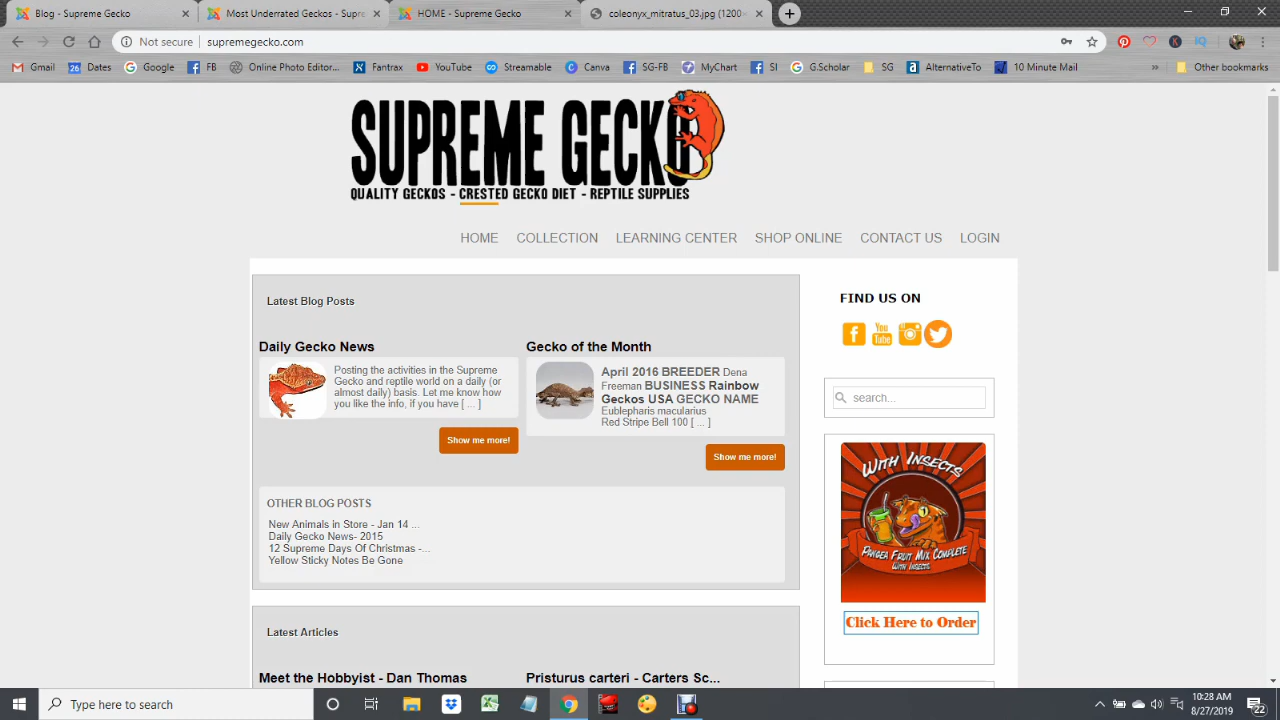 Blog - Supreme Gecko
Most Underrated Geckos - Supre
HOME - Supreme Gecko
coleonyx_mitratus_03.jpg (1200×
Not secure
supremegecko.com
Gmail
26
Dates
Google
FB
Online Photo Editor...
Fantrax
YouTube
Streamable
Canva
SG-FB
MyChart
SI
G.Scholar
SG
AlternativeTo
10 Minute Mail
»
Other bookmarks
SUPREME GECKO
QUALITY GECKOS - CRESTED GECKO DIET - REPTILE SUPPLIES
HOME COLLECTION LEARNING CENTER SHOP ONLINE CONTACT US LOGIN
Latest Blog Posts
Daily Gecko News
Posting the activities in the Supreme
Gecko and reptile world on a daily (or
almost daily) basis. Let me know how
you like the info, if you have [ ... ]
Show me more!
Gecko of the Month
April 2016 BREEDER Dena
Freeman BUSINESS Rainbow
Geckos USA GECKO NAME
Eublepharis macularius
Red Stripe Bell 100 [ ... ]
Show me more!
OTHER BLOG POSTS
New Animals in Store - Jan 14 ...
Daily Gecko News- 2015
12 Supreme Days Of Christmas -...
Yellow Sticky Notes Be Gone
Latest Articles
Meet the Hobbyist - Dan Thomas
Pristurus carteri - Carters Sc...
FIND US ON
You
Tube
search...
WITH INSECTS
PANGEA FRUIT MIX COMPLETE
WITH INSECTS
Click Here to Order
Type here to search
10:28 AM
8/27/2019
22